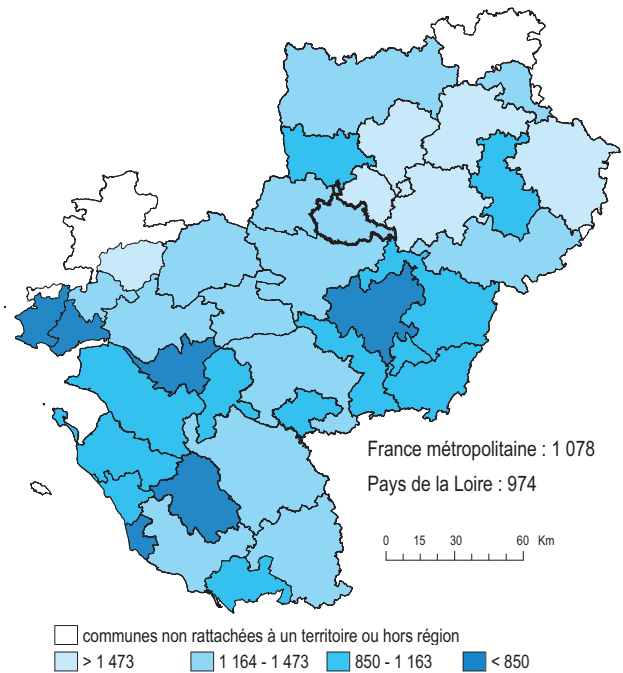 France métropolitaine : 1 078
Pays de la Loire : 974
0 15 30 60 Km
communes non rattachées à un territoire ou hors région
> 1 473 1 164 - 1 473 850 - 1 163 < 850